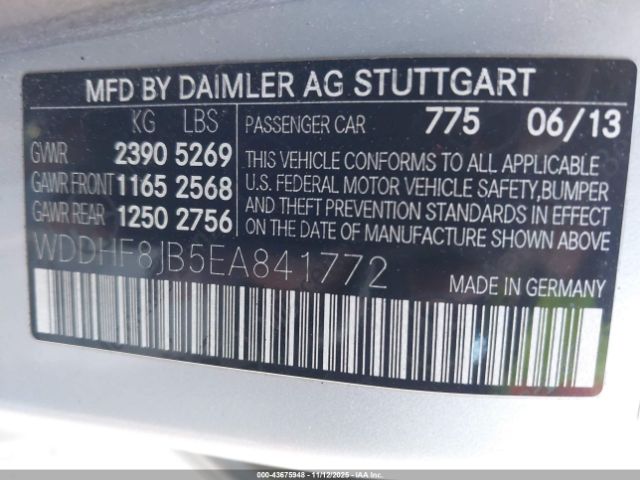 MFD BY DAIMLER AG STUTTGART
KG LBS
GVWR 2390 5269
GAWR FRONT 1165 2568
GAWR REAR 1250 2756
PASSENGER CAR 775 06/13
THIS VEHICLE CONFORMS TO ALL APPLICABLE
U.S. FEDERAL MOTOR VEHICLE SAFETY, BUMPER
AND THEFT PREVENTION STANDARDS IN EFFECT
ON THE DATE OF MANUFACTURE SHOWN ABOVE
WDDHF8JB5EA841772
MADE IN GERMANY
000-43675948 - 11/12/2025 - IAAI.CA